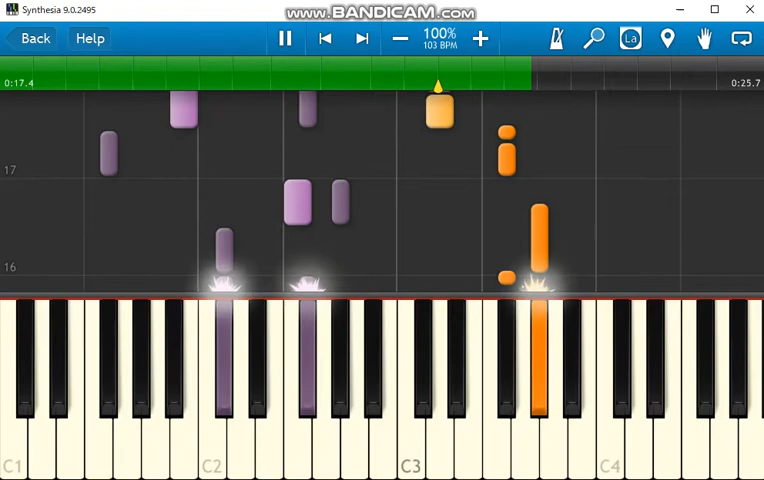 Synthesia 9.0.2495
www.BANDICAM.com
Back
Help
100%
103 BPM
La
0:17.4
0:25.7
17
16
C1
C2
C3
C4